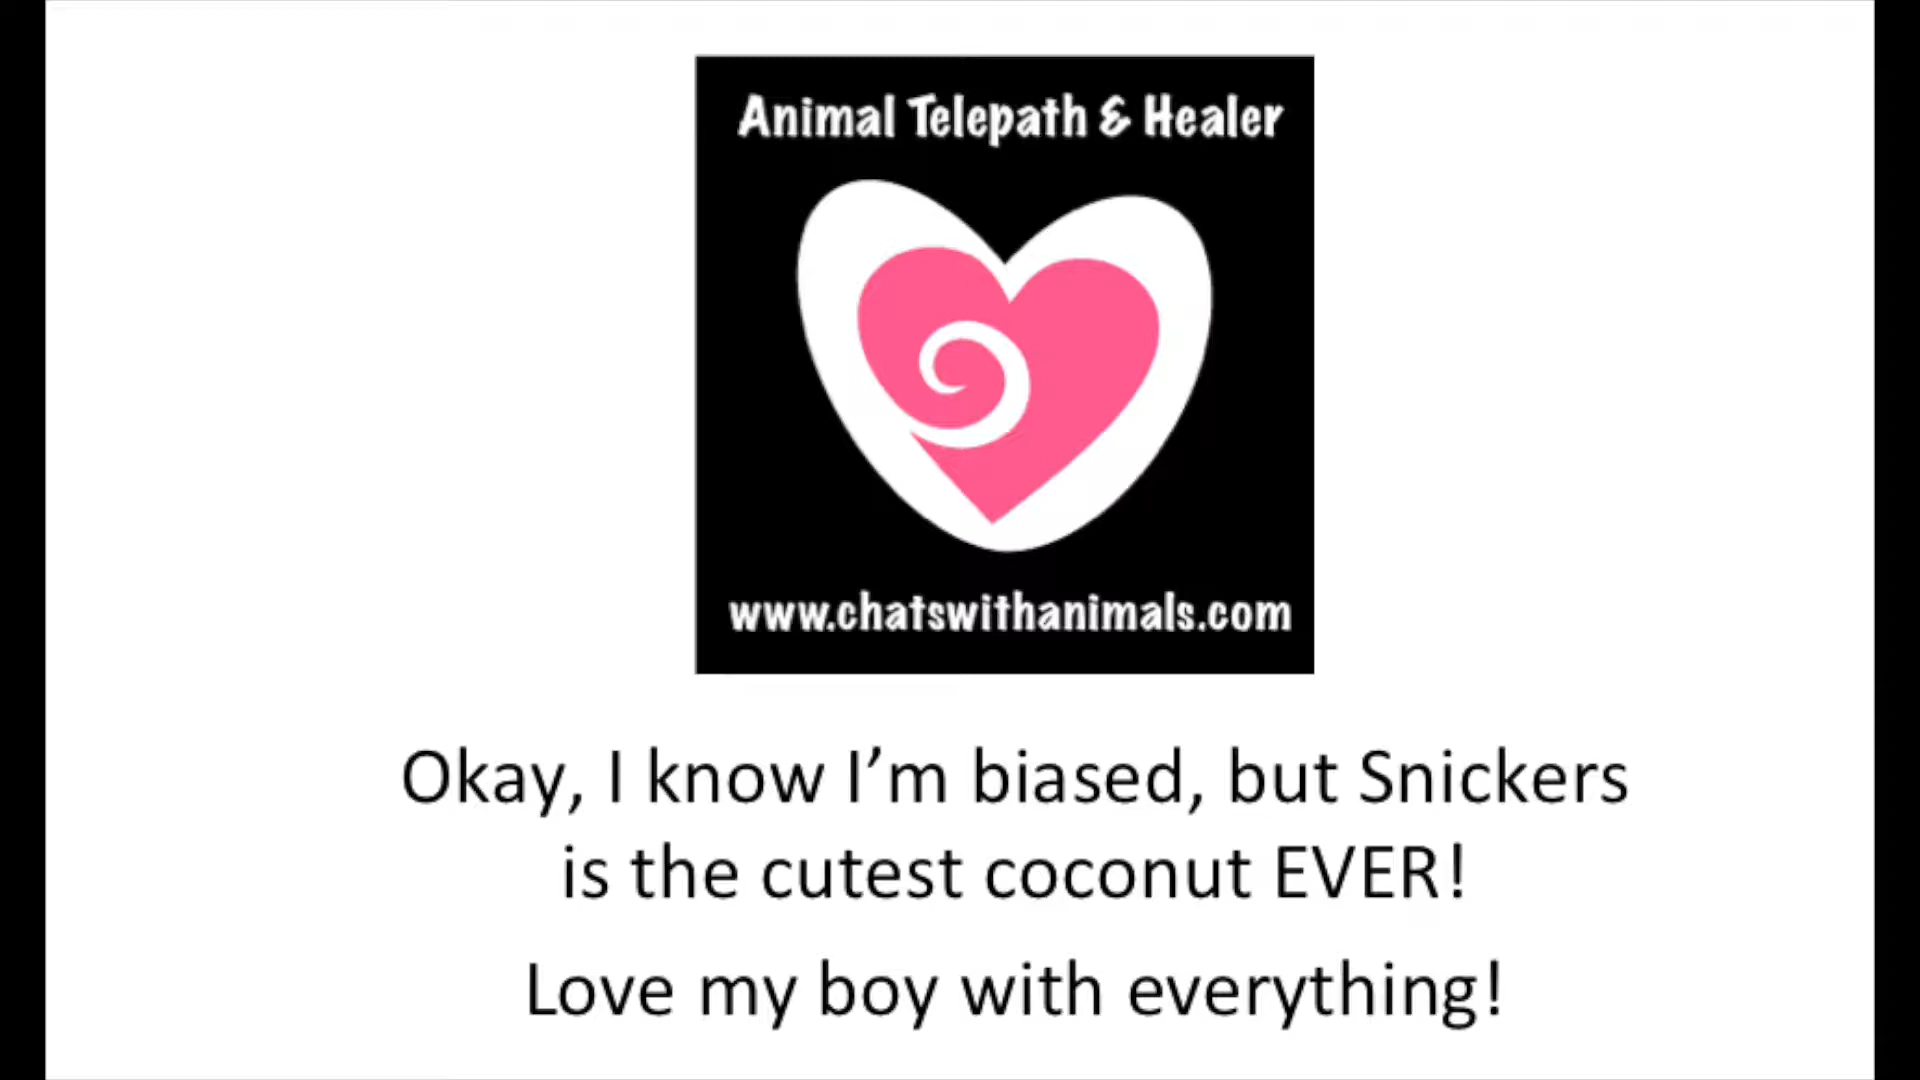 Animal Telepath & Healer
www.chatswithanimals.com
Okay, I know I’m biased, but Snickers
is the cutest coconut EVER!
Love my boy with everything!